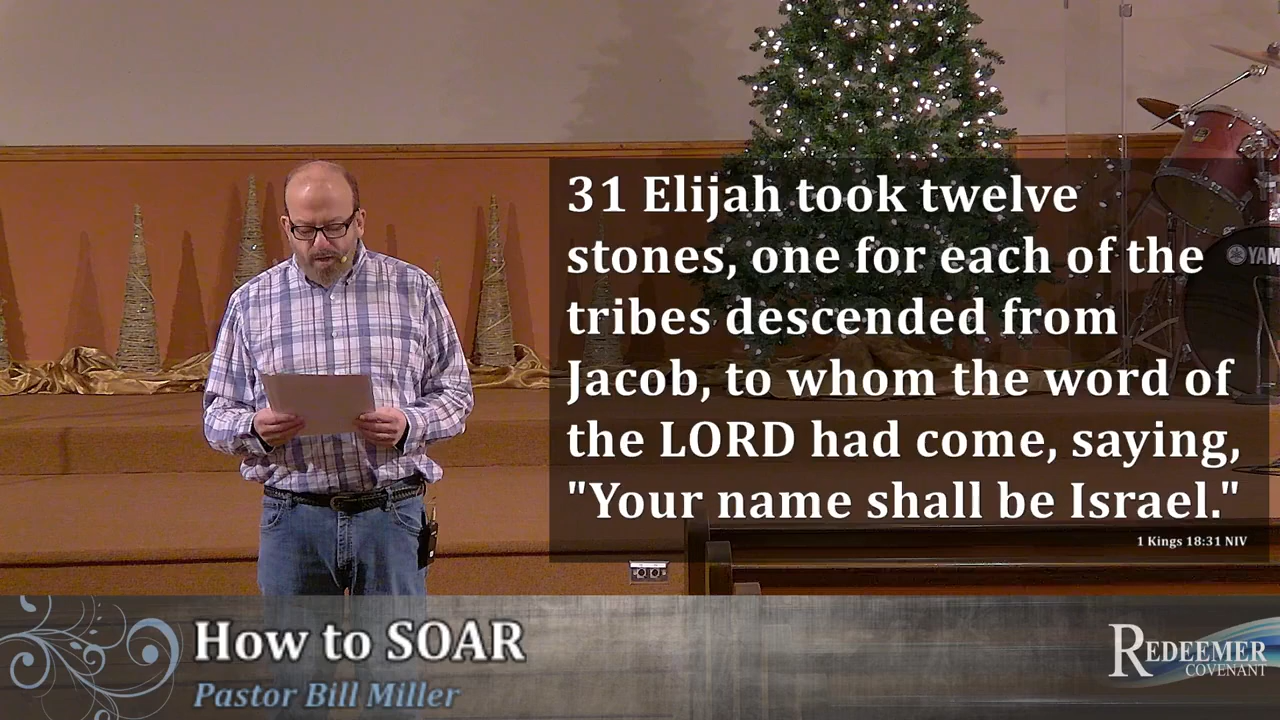 31 Elijah took twelve
stones, one for each of the
tribes descended from
Jacob, to whom the word of
the LORD had come, saying,
"Your name shall be Israel."
1 Kings 18:31 NIV
YAM
How to SOAR
Pastor Bill Miller
REDEEMER
COVENANT